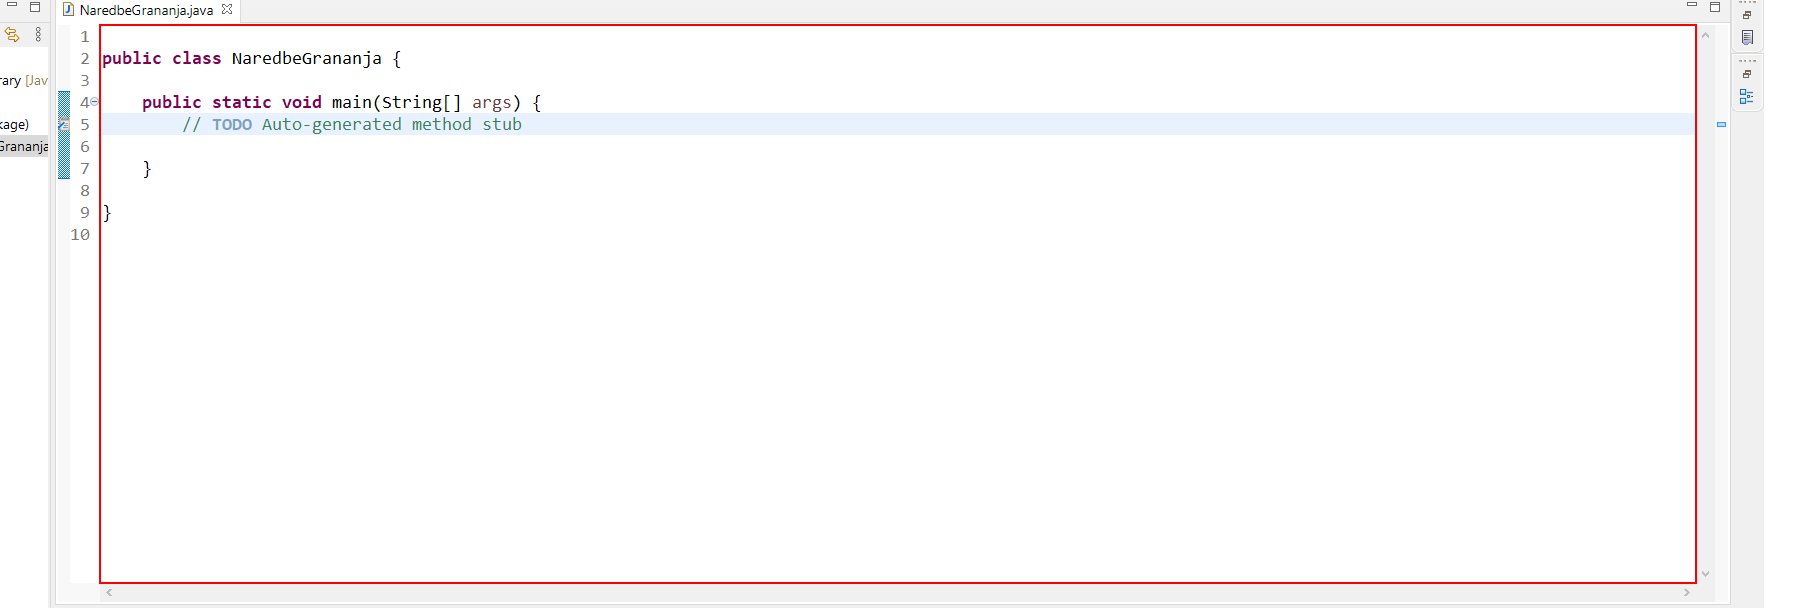 NaredbeGrananja.java
rary [Jav
kage)
Grananja
1
2 public class NaredbeGrananja {
3
4 public static void main(String[] args) {
5 // TODO Auto-generated method stub
6
7 }
8
9 }
10